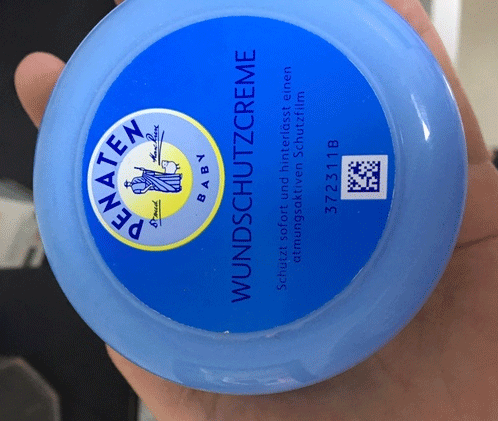 PENATEN
BABY
WUNDSCHUTZCREME
Schützt sofort und hinterlässt einen
atmungsaktiven Schutzfilm
372311B